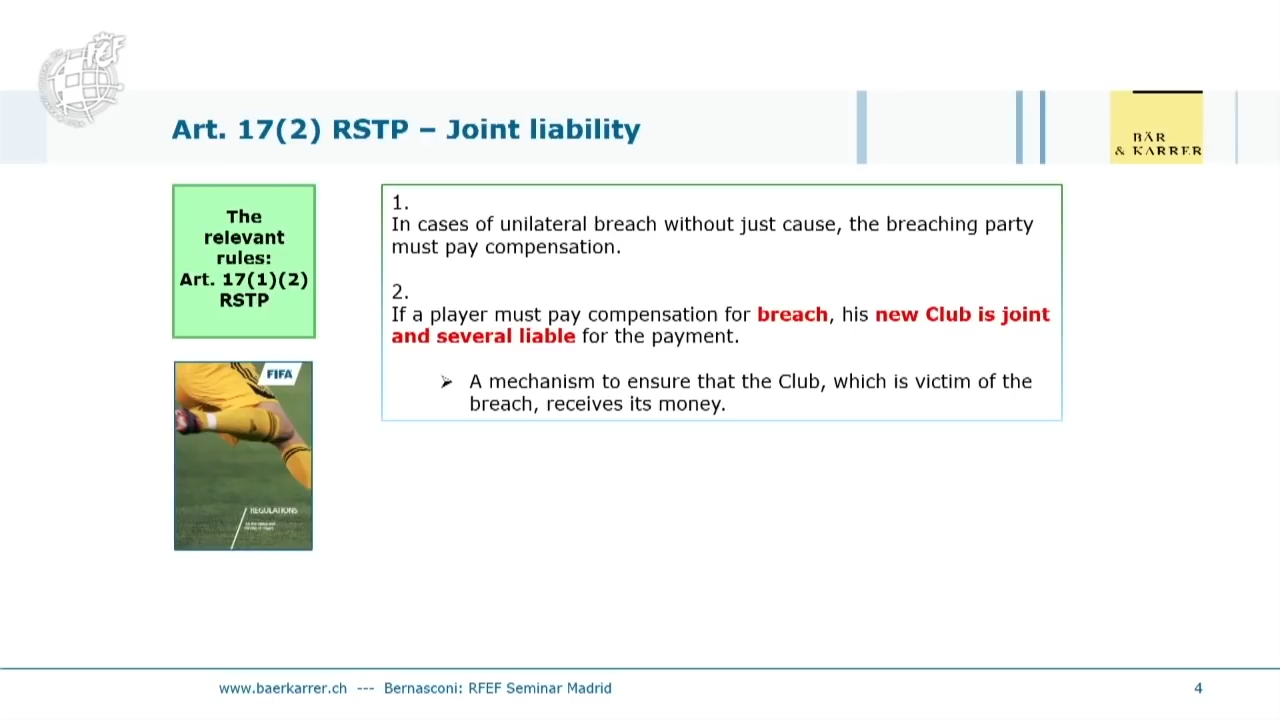 Art. 17(2) RSTP – Joint liability
BÄR
& KARRER
The
relevant
rules:
Art. 17(1)(2)
RSTP
1.
In cases of unilateral breach without just cause, the breaching party
must pay compensation.
2.
If a player must pay compensation for breach, his new Club is joint
and several liable for the payment.
➢ A mechanism to ensure that the Club, which is victim of the
breach, receives its money.
FIFA
REGULATIONS
www.baerkarrer.ch --- Bernasconi: RFEF Seminar Madrid
4